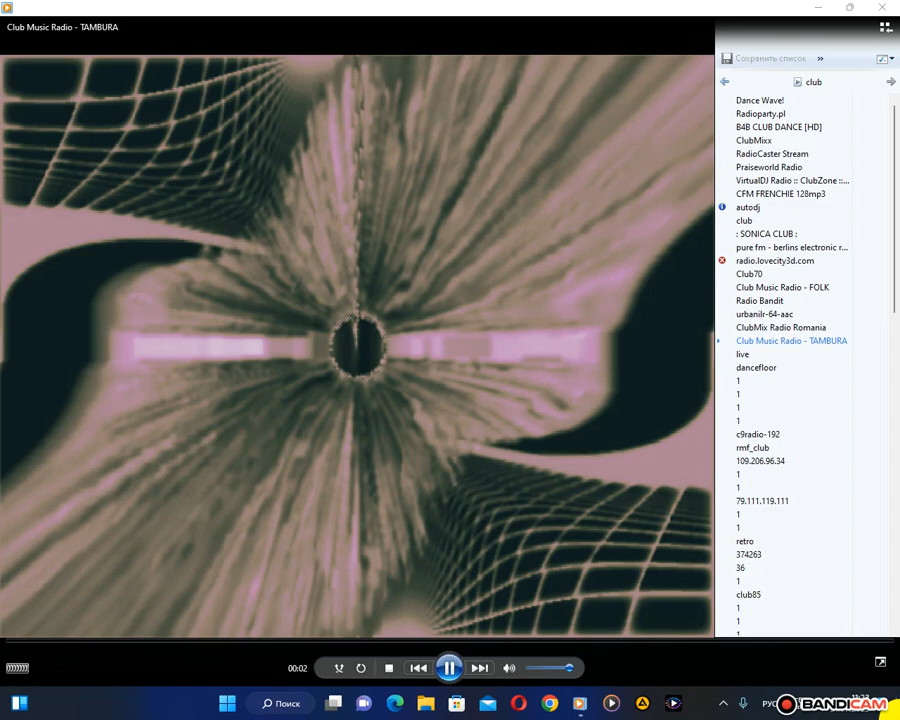 Club Music Radio - TAMBURA
Сохранить список »
club
Dance Wave!
Radioparty.pl
B4B CLUB DANCE [HD]
ClubMixx
RadioCaster Stream
Praiseworld Radio
VirtualDJ Radio :: ClubZone ::...
CFM FRENCHIE 128mp3
autodj
club
: SONICA CLUB :
pure fm - berlins electronic r...
radio.lovecity3d.com
Club70
Club Music Radio - FOLK
Radio Bandit
urbanilr-64-aac
ClubMix Radio Romania
Club Music Radio - TAMBURA
live
dancefloor
1
1
1
1
c9radio-192
rmf_club
109.206.96.34
1
1
79.111.119.111
1
1
retro
374263
36
1
club85
1
1
1
00:02
Поиск
РУС
BANDICAM